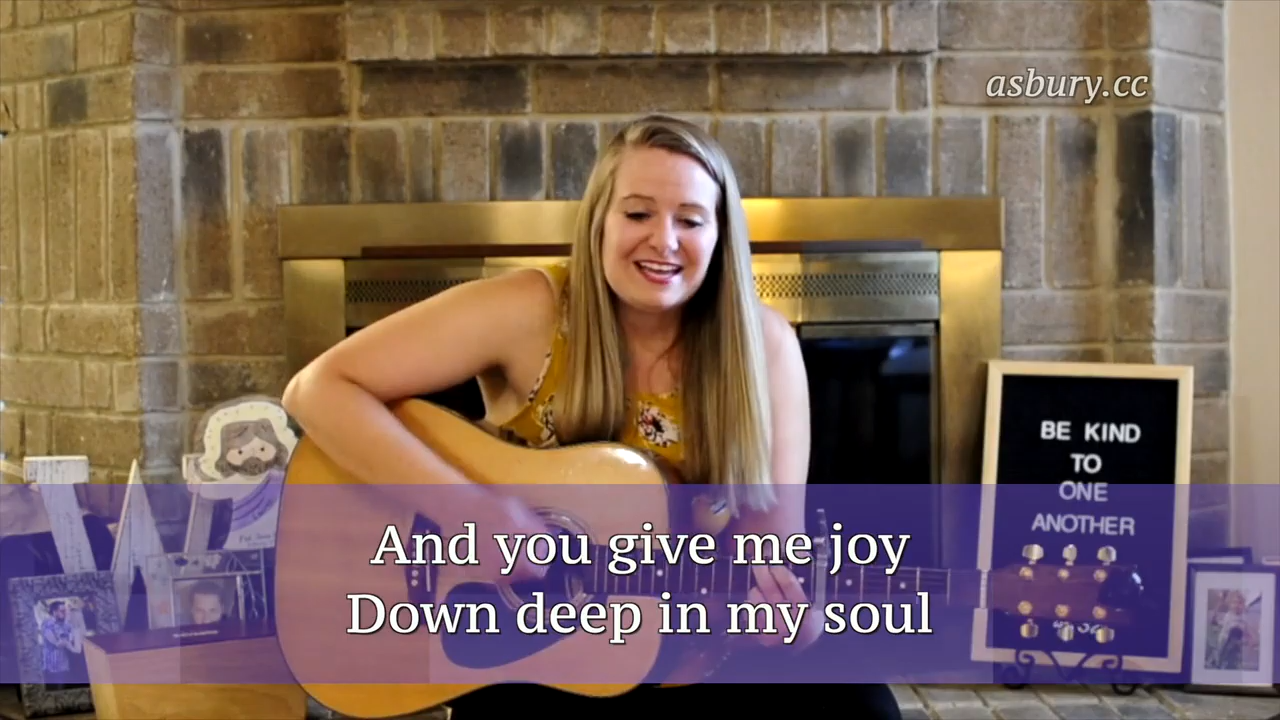 asbury.cc
BE KIND
TO
ONE
ANOTHER
And you give me joy
Down deep in my soul